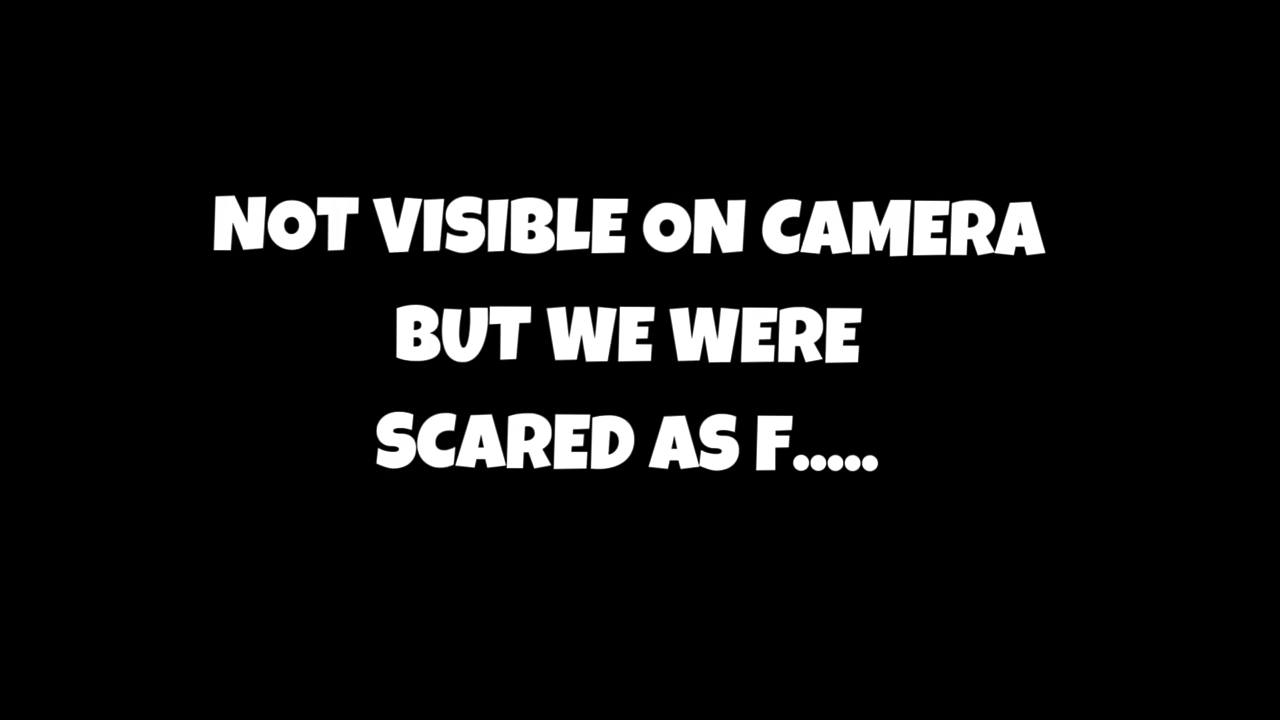 NOT VISIBLE ON CAMERA
BUT WE WERE
SCARED AS F.....